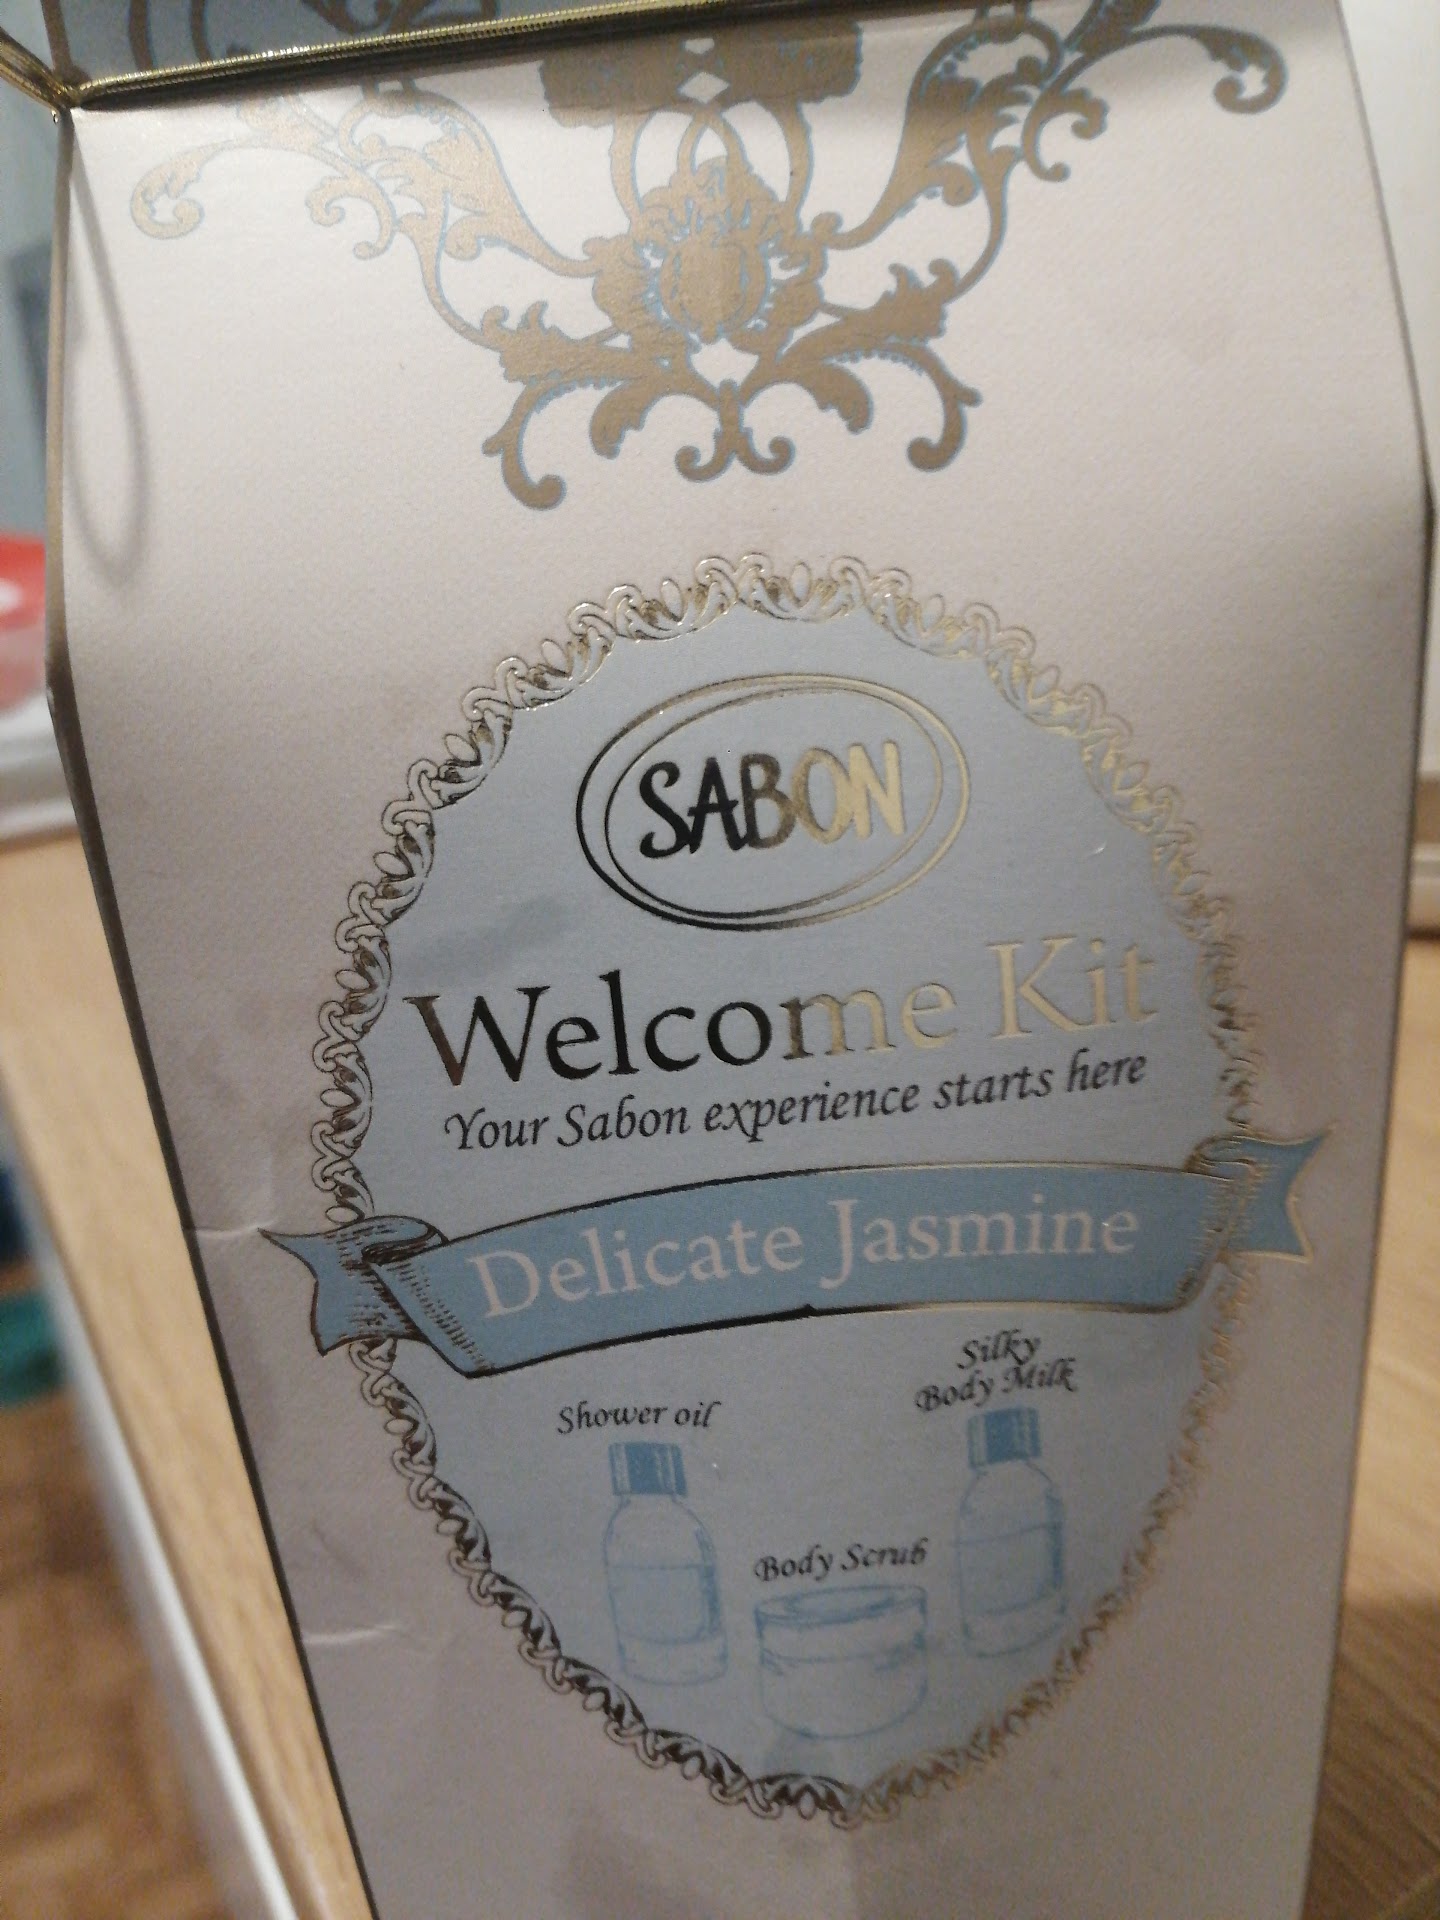 SABON
Welcome Kit
Your Sabon experience starts here
Delicate Jasmine
Silky
Body Milk
Shower oil
Body Scrub